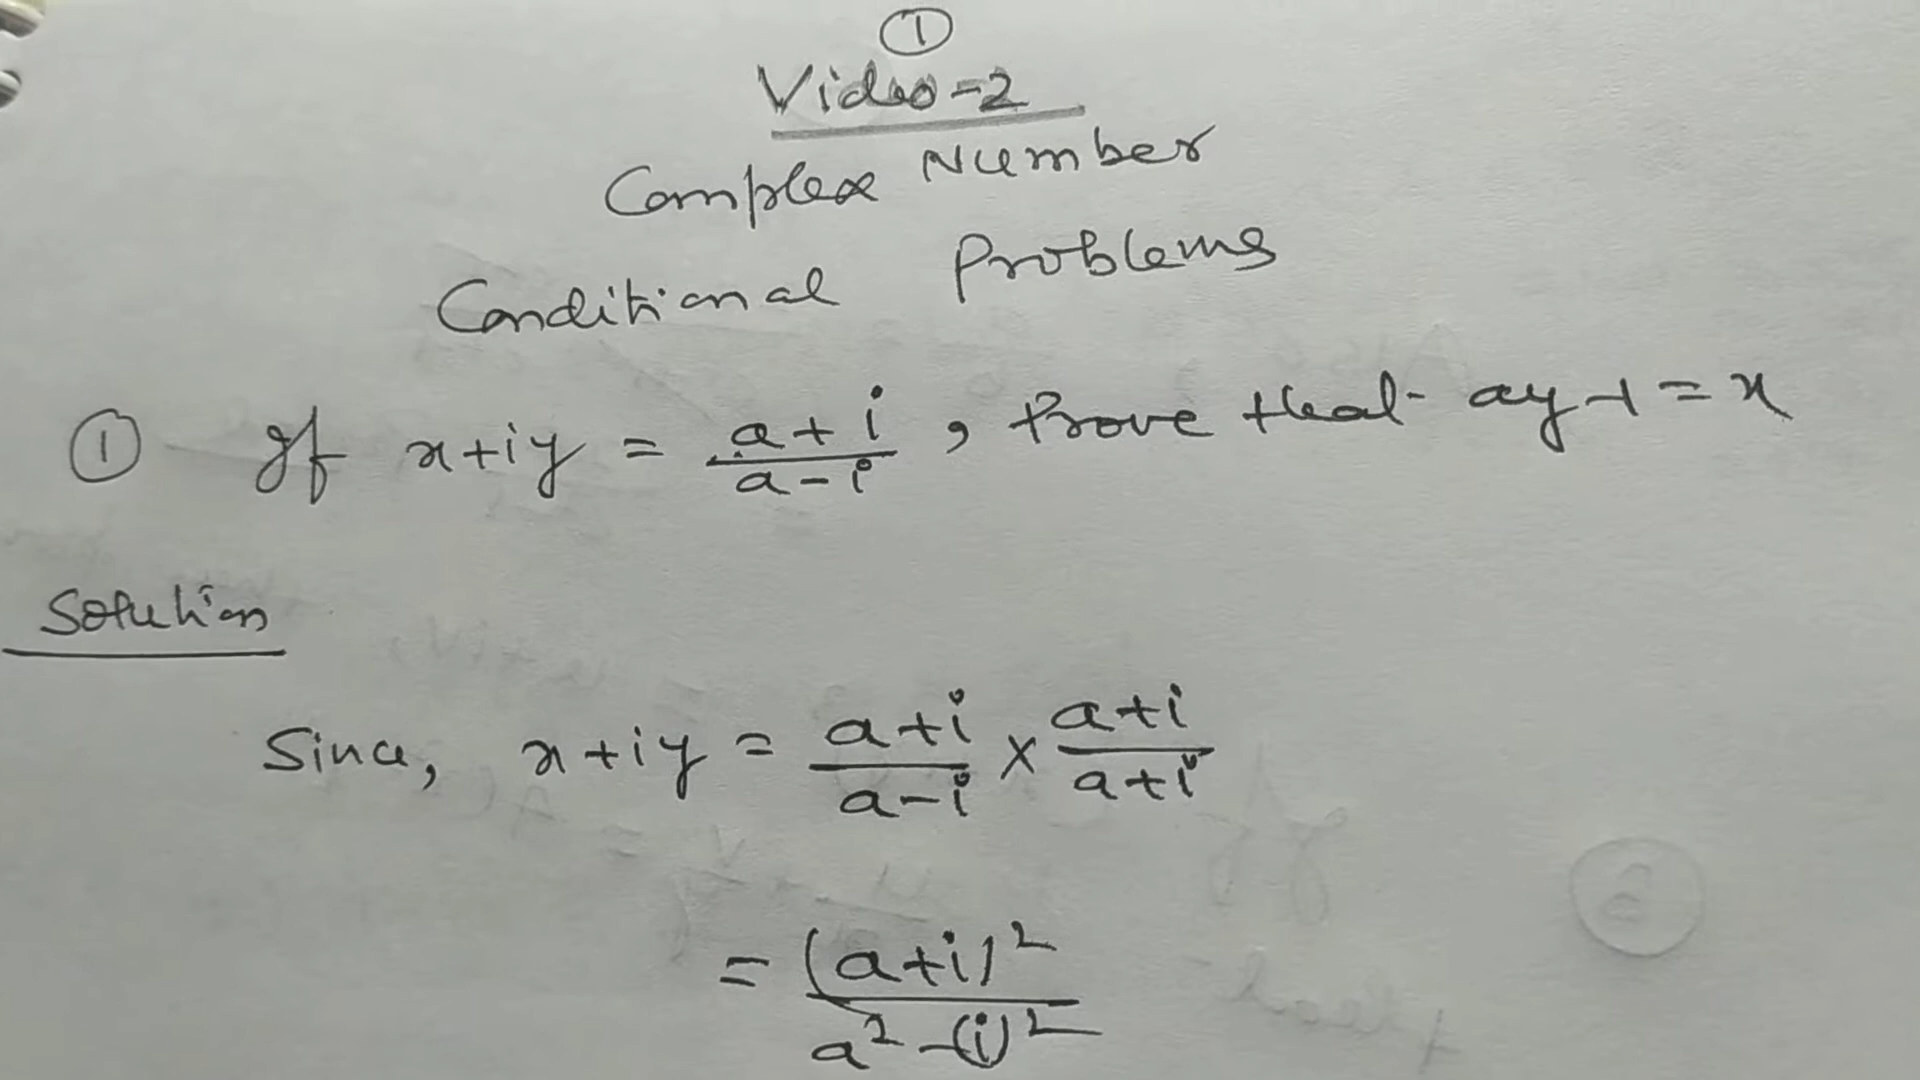 ①
Video-2
Complex Number
Conditional Problems
① If x+iy = (a+i)/(a-i), Prove that ay-1=x
Solution
Since, x+iy = (a+i)/(a-i) × (a+i)/(a+i)
= (a+i)²/(a²-(i)²)